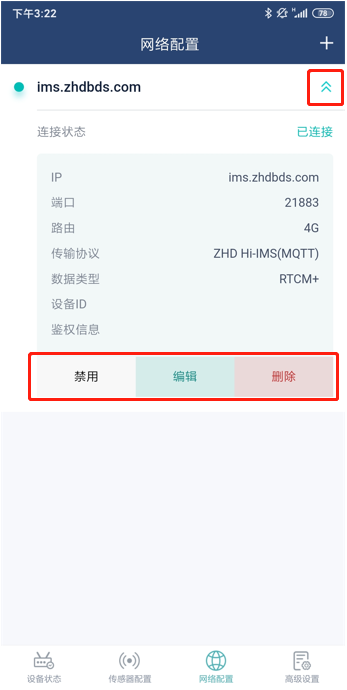 下午3:22
78
网络配置
ims.zhdbds.com
连接状态 已连接
IP ims.zhdbds.com
端口 21883
路由 4G
传输协议 ZHD Hi-IMS(MQTT)
数据类型 RTCM+
设备ID
鉴权信息
禁用 编辑 删除
设备状态 传感器配置 网络配置 高级设置